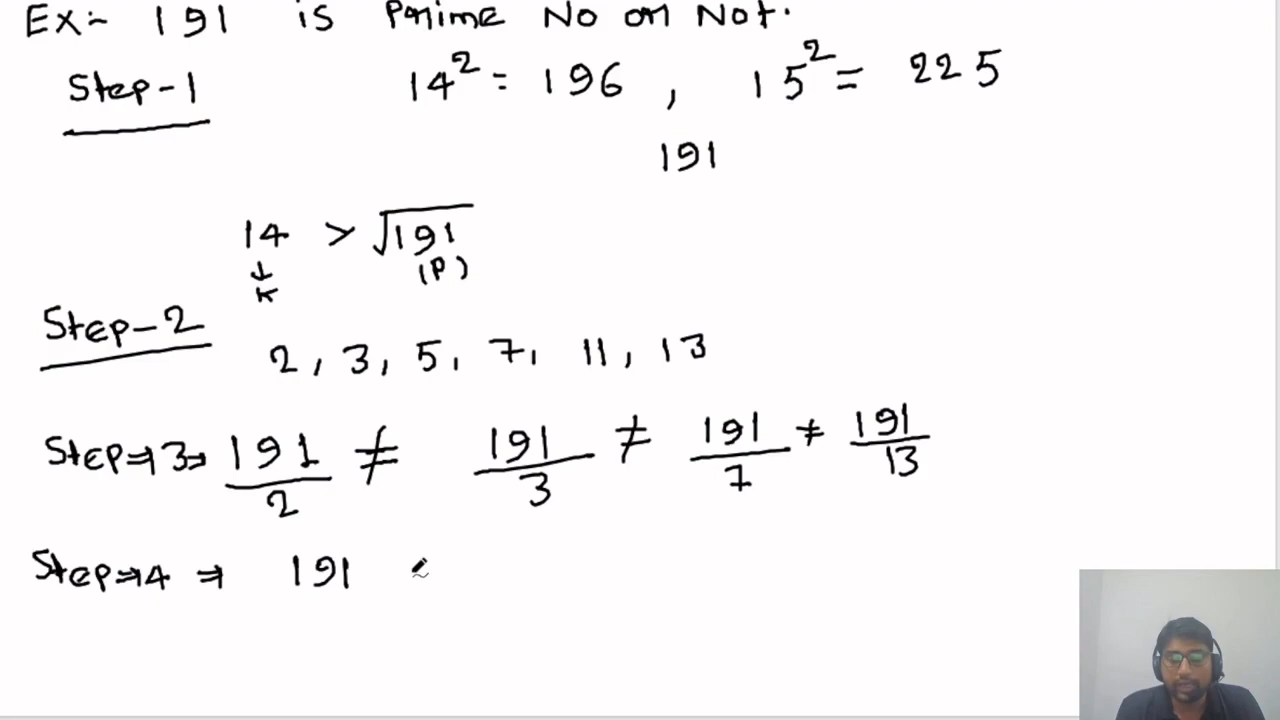 Ex:- 191 is Prime No or Not.
Step-1 14² = 196 , 15² = 225
191
14 > √191
↓ (P)
K
Step-2
2, 3, 5, 7, 11, 13
Step⇒3⇒ 191/2 ≠ 191/3 ≠ 191/7 ≠ 191/13
Step⇒4 ⇒ 191